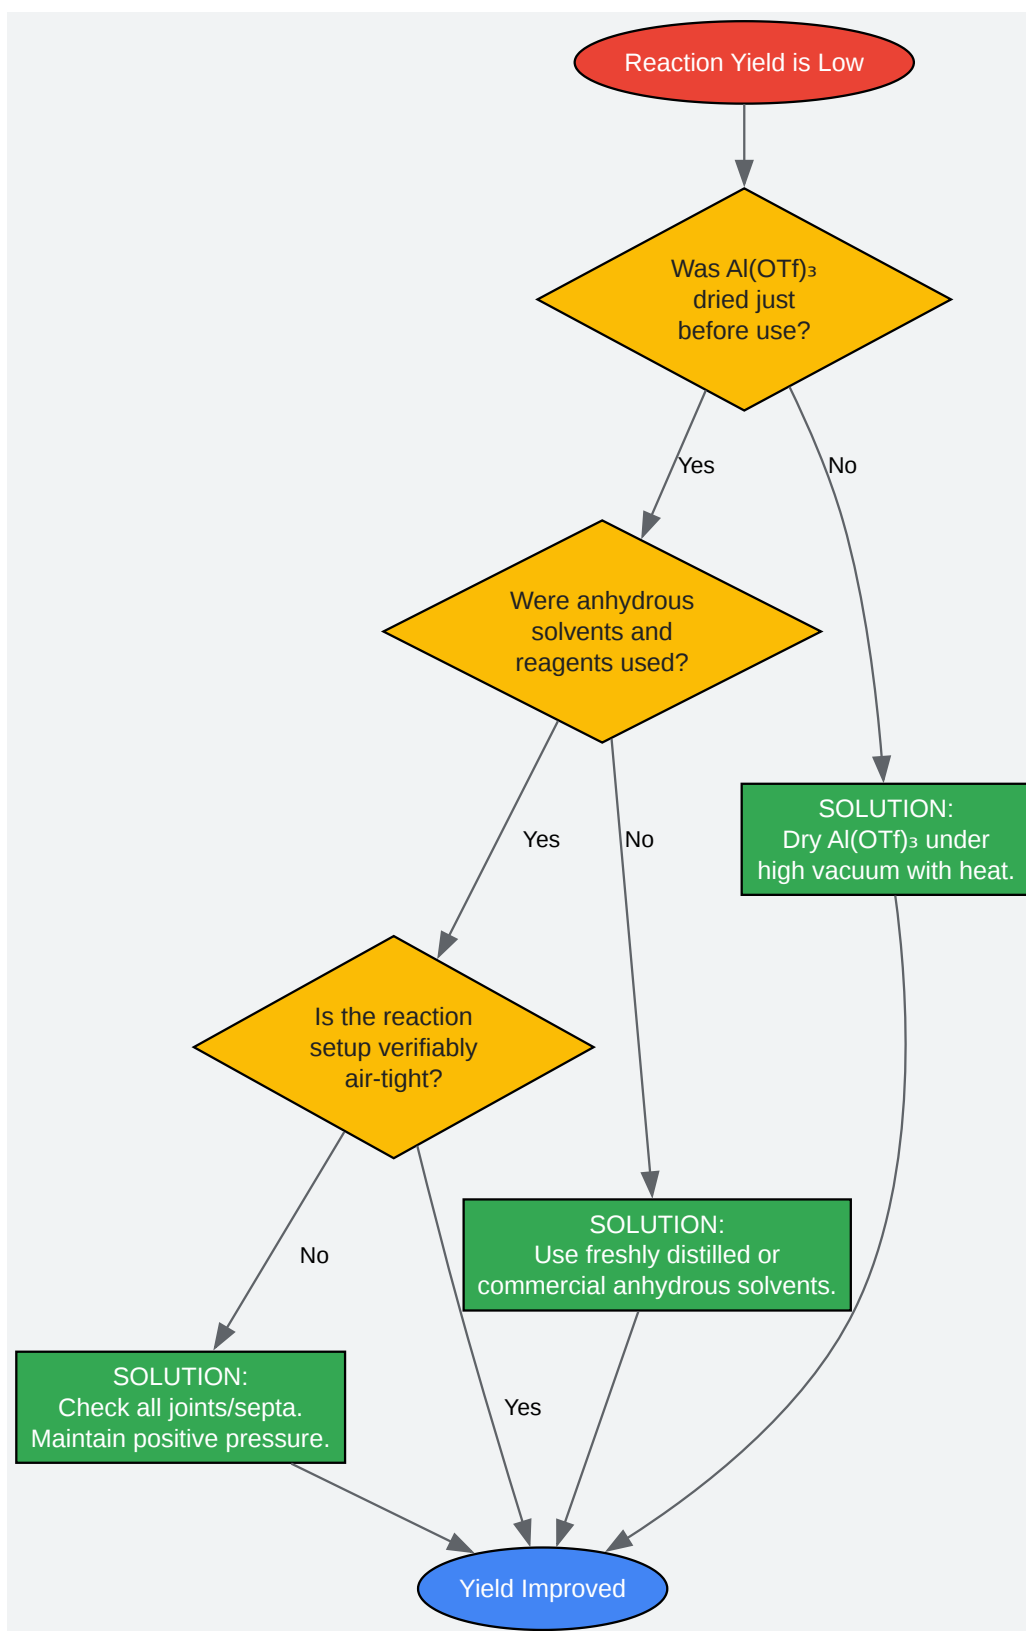 Reaction Yield is Low
Was Al(OTf)₃
dried just
before use?
Yes
No
Were anhydrous
solvents and
reagents used?
SOLUTION:
Dry Al(OTf)₃ under
high vacuum with heat.
Yes
No
Is the reaction
setup verifiably
air-tight?
No
SOLUTION:
Use freshly distilled or
commercial anhydrous solvents.
SOLUTION:
Check all joints/septa.
Maintain positive pressure.
Yes
Yield Improved